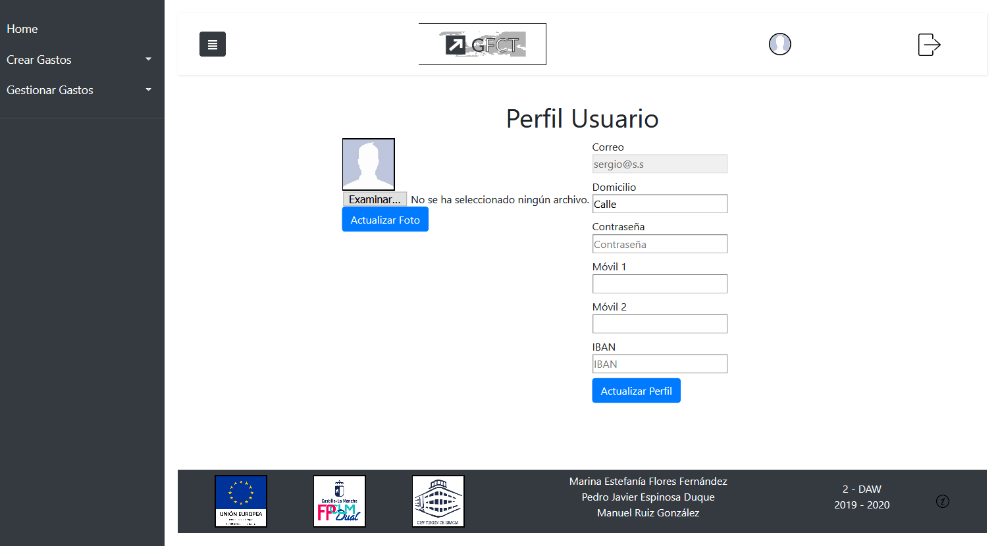 Home
Crear Gastos
Gestionar Gastos
GFCT
Perfil Usuario
Examinar... No se ha seleccionado ningún archivo.
Actualizar Foto
Correo
sergio@s.s
Domicilio
Calle
Contraseña
Contraseña
Móvil 1
Móvil 2
IBAN
IBAN
Actualizar Perfil
UNIÓN EUROPEA
Castilla-La Mancha
FPCLM
Dual
CIFP VIRGEN DE GRACIA
Marina Estefanía Flores Fernández
Pedro Javier Espinosa Duque
Manuel Ruiz González
2 - DAW
2019 - 2020
i